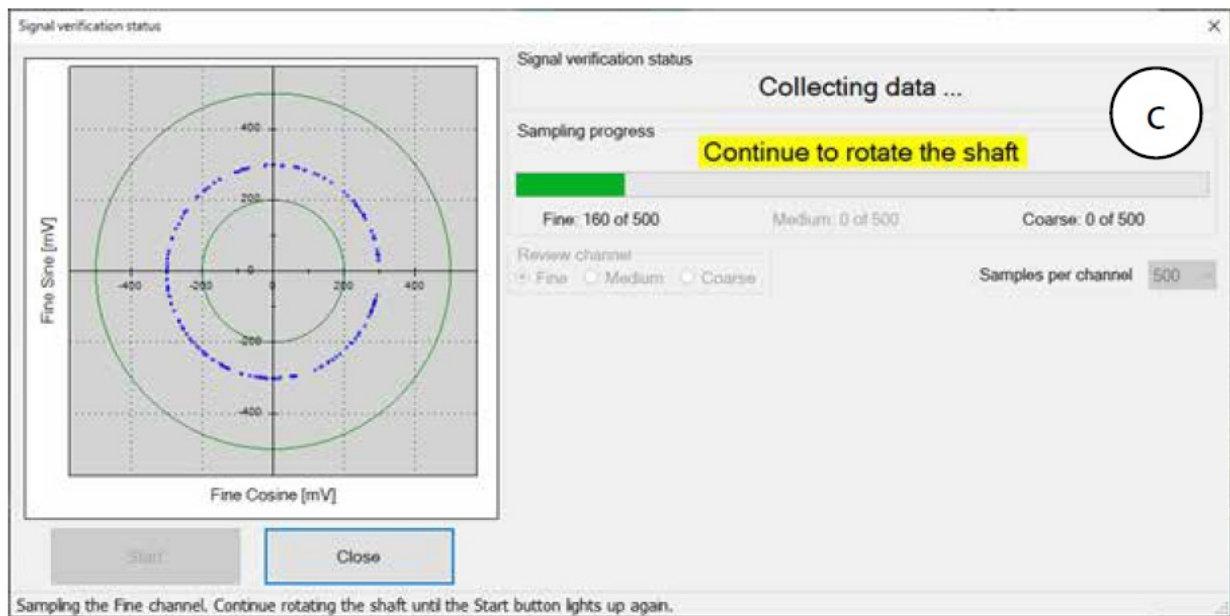 Signal verification status
×
Signal verification status
Collecting data ...
C
Sampling progress
Continue to rotate the shaft
Fine: 160 of 500 Medium: 0 of 500 Coarse: 0 of 500
Review channel
Fine Medium Coarse
Samples per channel 500
400
200
-400 -200 0 200 400
-200
-400
Fine Sine [mV]
Fine Cosine [mV]
Start Close
Sampling the Fine channel. Continue rotating the shaft until the Start button lights up again.